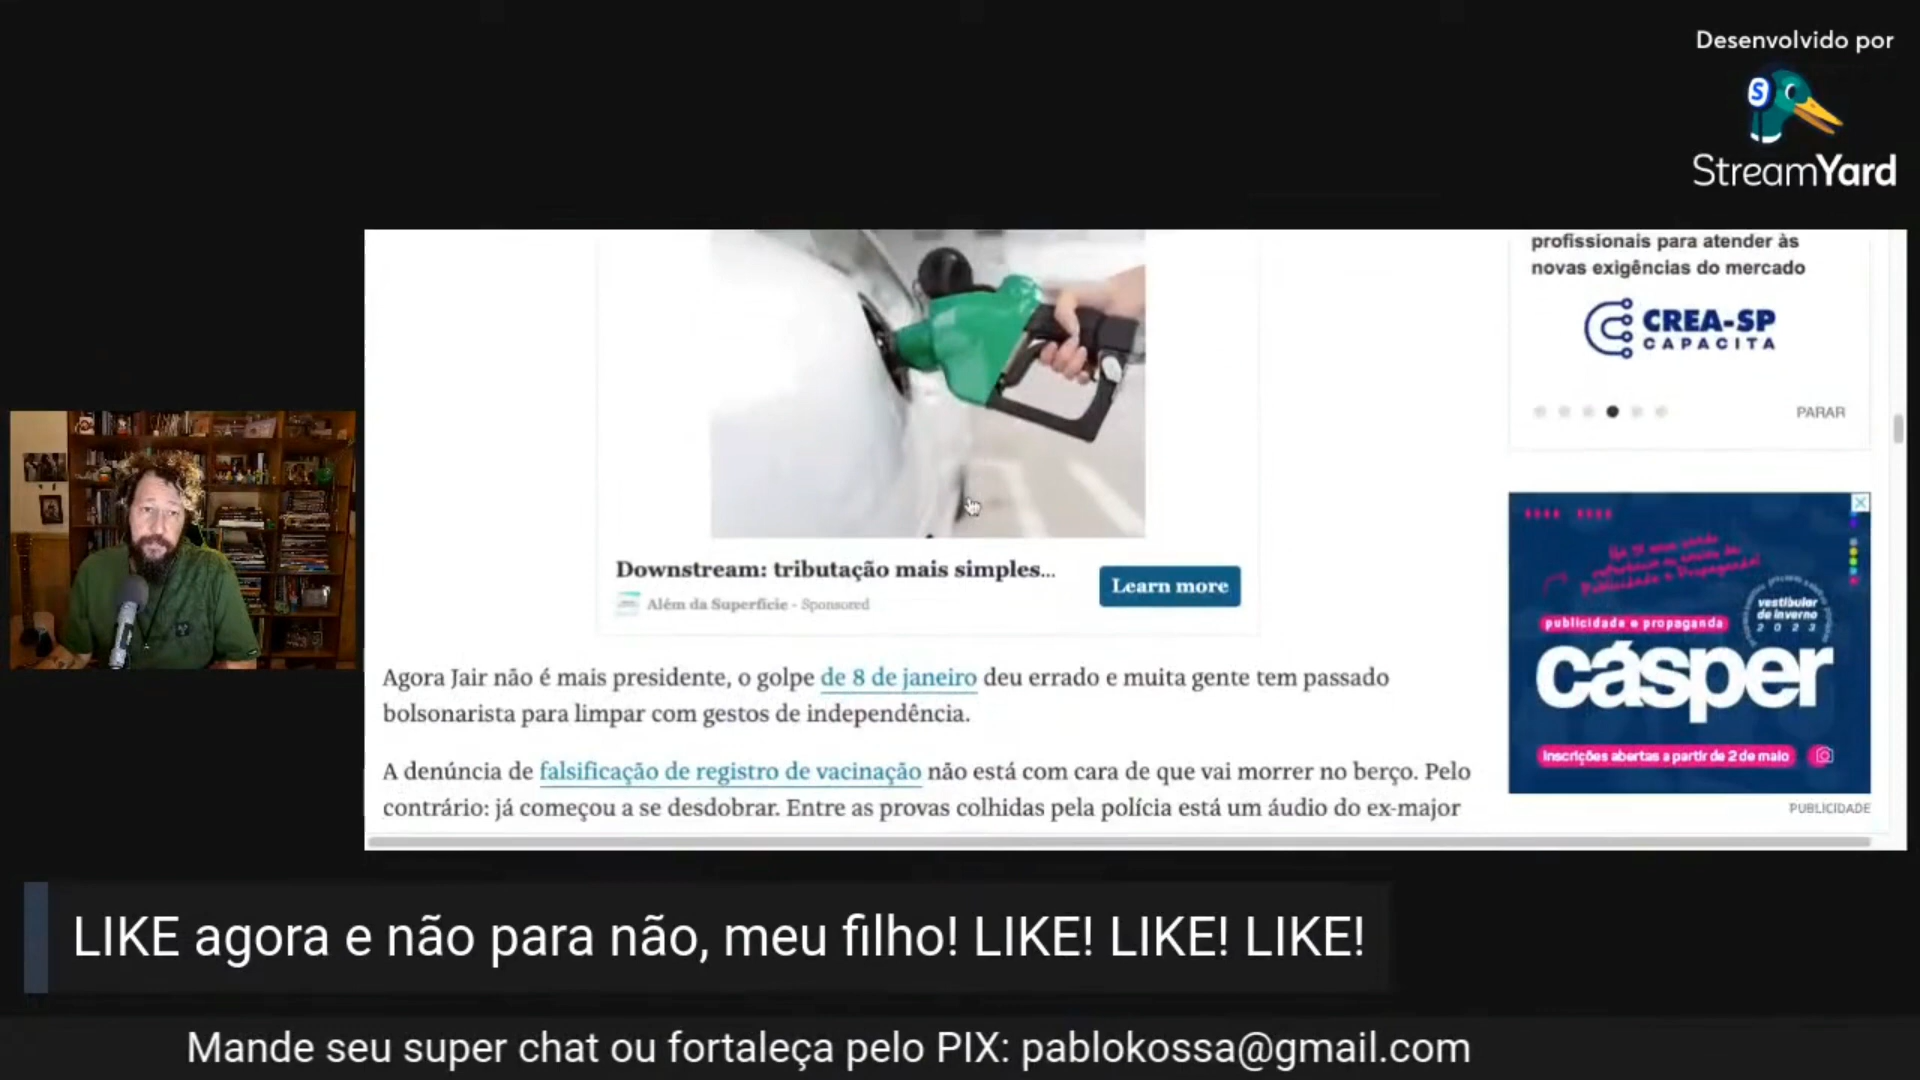 Desenvolvido por
StreamYard
profissionais para atender às
novas exigências do mercado
CREA-SP
CAPACITA
PARAR
Downstream: tributação mais simples...
Learn more
Além da Superfície - Sponsored
Agora Jair não é mais presidente, o golpe de 8 de janeiro deu errado e muita gente tem passado
bolsonarista para limpar com gestos de independência.
A denúncia de falsificação de registro de vacinação não está com cara de que vai morrer no berço. Pelo
contrário: já começou a se desdobrar. Entre as provas colhidas pela polícia está um áudio do ex-major
Publicidade e Propaganda!
vestibular
de inverno
2023
publicidade e propaganda
cásper
Inscrições abertas a partir de 2 de maio
PUBLICIDADE
LIKE agora e não para não, meu filho! LIKE! LIKE! LIKE!
Mande seu super chat ou fortaleça pelo PIX: pablokossa@gmail.com